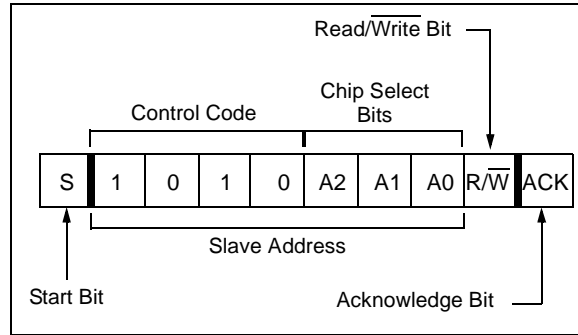 Read/Write Bit
Chip Select
Bits
Control Code
S 1 0 1 0 A2 A1 A0 R/W ACK
Slave Address
Start Bit
Acknowledge Bit